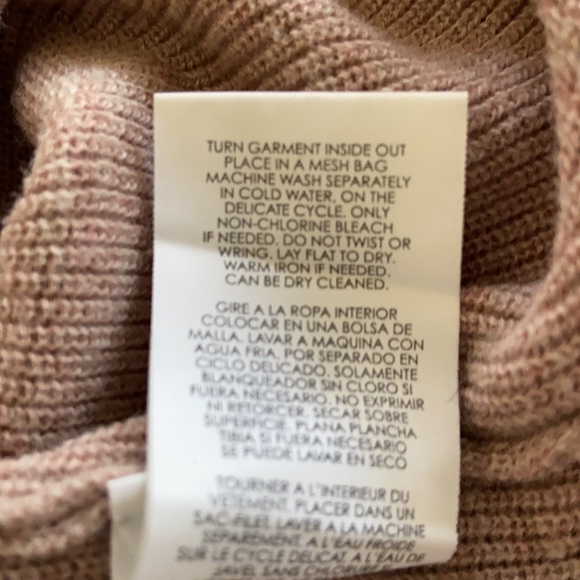 TURN GARMENT INSIDE OUT
PLACE IN A MESH BAG
MACHINE WASH SEPARATELY
IN COLD WATER, ON THE
DELICATE CYCLE, ONLY
NON-CHLORINE BLEACH
IF NEEDED. DO NOT TWIST OR
WRING. LAY FLAT TO DRY.
WARM IRON IF NEEDED.
CAN BE DRY CLEANED.
GIRE A LA ROPA INTERIOR
COLOCAR EN UNA BOLSA DE
MALLA. LAVAR A MAQUINA CON
AGUA FRIA, POR SEPARADO EN
CICLO DELICADO. SOLAMENTE
BLANQUEADOR SIN CLORO SI
FUERA NECESARIO. NO EXPRIMIR
NI RETORCER. SECAR SOBRE
SUPERFICIE. PLANA PLANCHA
TIBIA SI FUERA NECESARIO
SE PUEDE LAVAR EN SECO
TOURNER A L'INTERIEUR DU
VETEMENT. PLACER DANS UN
SAC-FILET. LAVER A LA MACHINE
SEPAREMENT, A L'EAU FROIDE
SUR LE CYCLE DELICAT. A L'EAU DE
JAVEL SANS CHLORURE